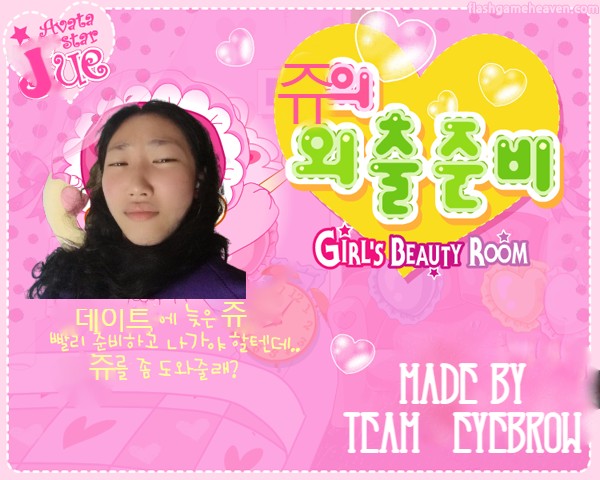 flashgameheaven.com
Avata
Star
Jue
쥬의
외출준비
GIRL'S BEAUTY ROOM
데이트에 늦은 쥬
빨리 준비하고 나가야 할텐데..
쥬를 좀 도와줄래?
MADE BY
TEAM EYEBROW